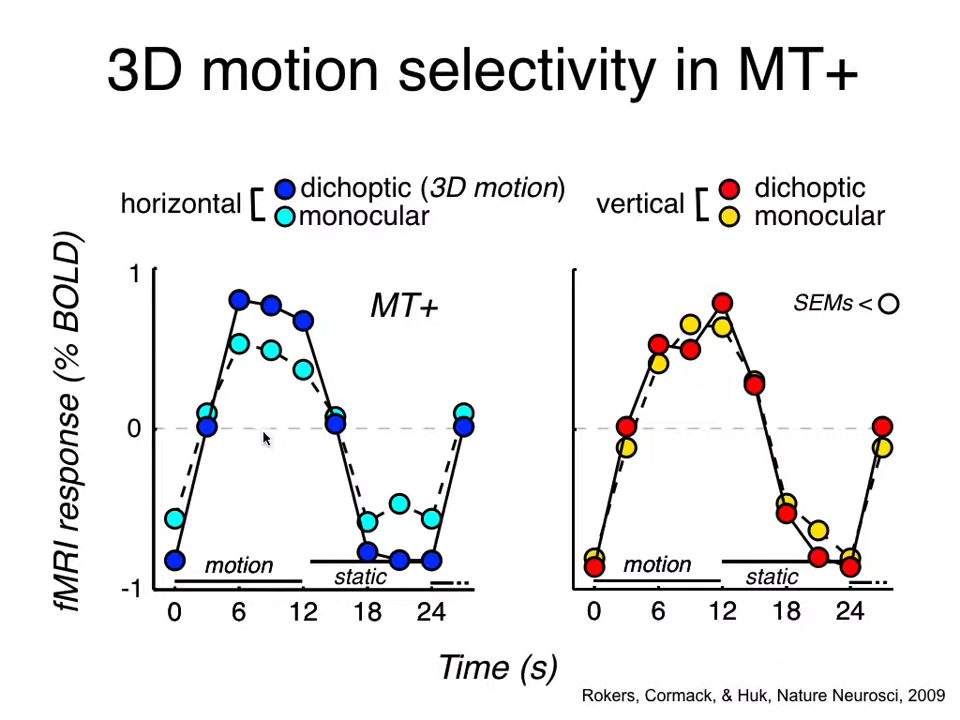 3D motion selectivity in MT+
horizontal
dichoptic (3D motion)
monocular
vertical
dichoptic
monocular
fMRI response (% BOLD)
1
0
-1
MT+
SEMs <
motion
static
motion
static
0 6 12 18 24
0 6 12 18 24
Time (s)
Rokers, Cormack, & Huk, Nature Neurosci, 2009